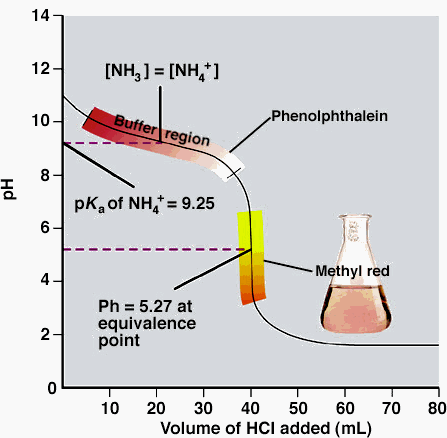 14
12
10
8
6
4
2
0
pH
[NH₃] = [NH₄⁺]
Buffer region
Phenolphthalein
pKₐ of NH₄⁺ = 9.25
Methyl red
Ph = 5.27 at
equivalence
point
10 20 30 40 50 60 70 80
Volume of HCl added (mL)